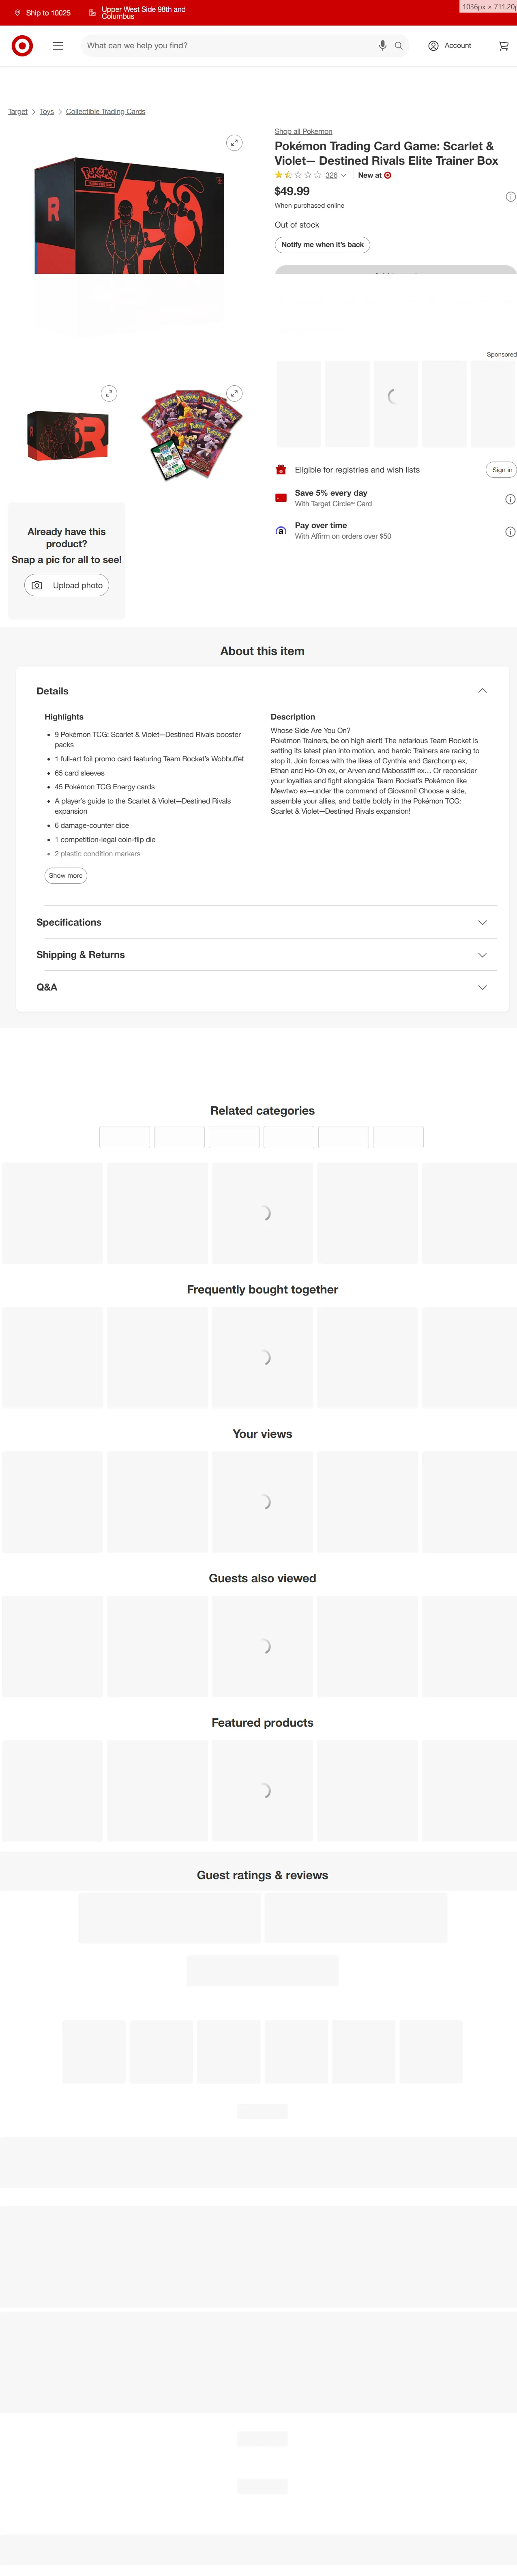 1036px × 711.20p
Ship to 10025
Upper West Side 98th and
Columbus
What can we help you find?
Account
Target
Toys
Collectible Trading Cards
Shop all Pokemon
Pokémon Trading Card Game: Scarlet &
Violet— Destined Rivals Elite Trainer Box
326
New at
$49.99
When purchased online
Out of stock
Notify me when it's back
POKÉMON
R
Sponsored
R
Eligible for registries and wish lists
Sign in
Save 5% every day
With Target Circle™ Card
Pay over time
With Affirm on orders over $50
Already have this
product?
Snap a pic for all to see!
Upload photo
About this item
Details
Highlights
9 Pokémon TCG: Scarlet & Violet—Destined Rivals booster
packs
1 full-art foil promo card featuring Team Rocket's Wobbuffet
65 card sleeves
45 Pokémon TCG Energy cards
A player's guide to the Scarlet & Violet—Destined Rivals
expansion
6 damage-counter dice
1 competition-legal coin-flip die
2 plastic condition markers
Show more
Description
Whose Side Are You On?
Pokémon Trainers, be on high alert! The nefarious Team Rocket is
setting its latest plan into motion, and heroic Trainers are racing to
stop it. Join forces with the likes of Cynthia and Garchomp ex,
Ethan and Ho-Oh ex, or Arven and Mabosstiff ex… Or reconsider
your loyalties and fight alongside Team Rocket's Pokémon like
Mewtwo ex—under the command of Giovanni! Choose a side,
assemble your allies, and battle boldly in the Pokémon TCG:
Scarlet & Violet—Destined Rivals expansion!
Specifications
Shipping & Returns
Q&A
Related categories
Frequently bought together
Your views
Guests also viewed
Featured products
Guest ratings & reviews